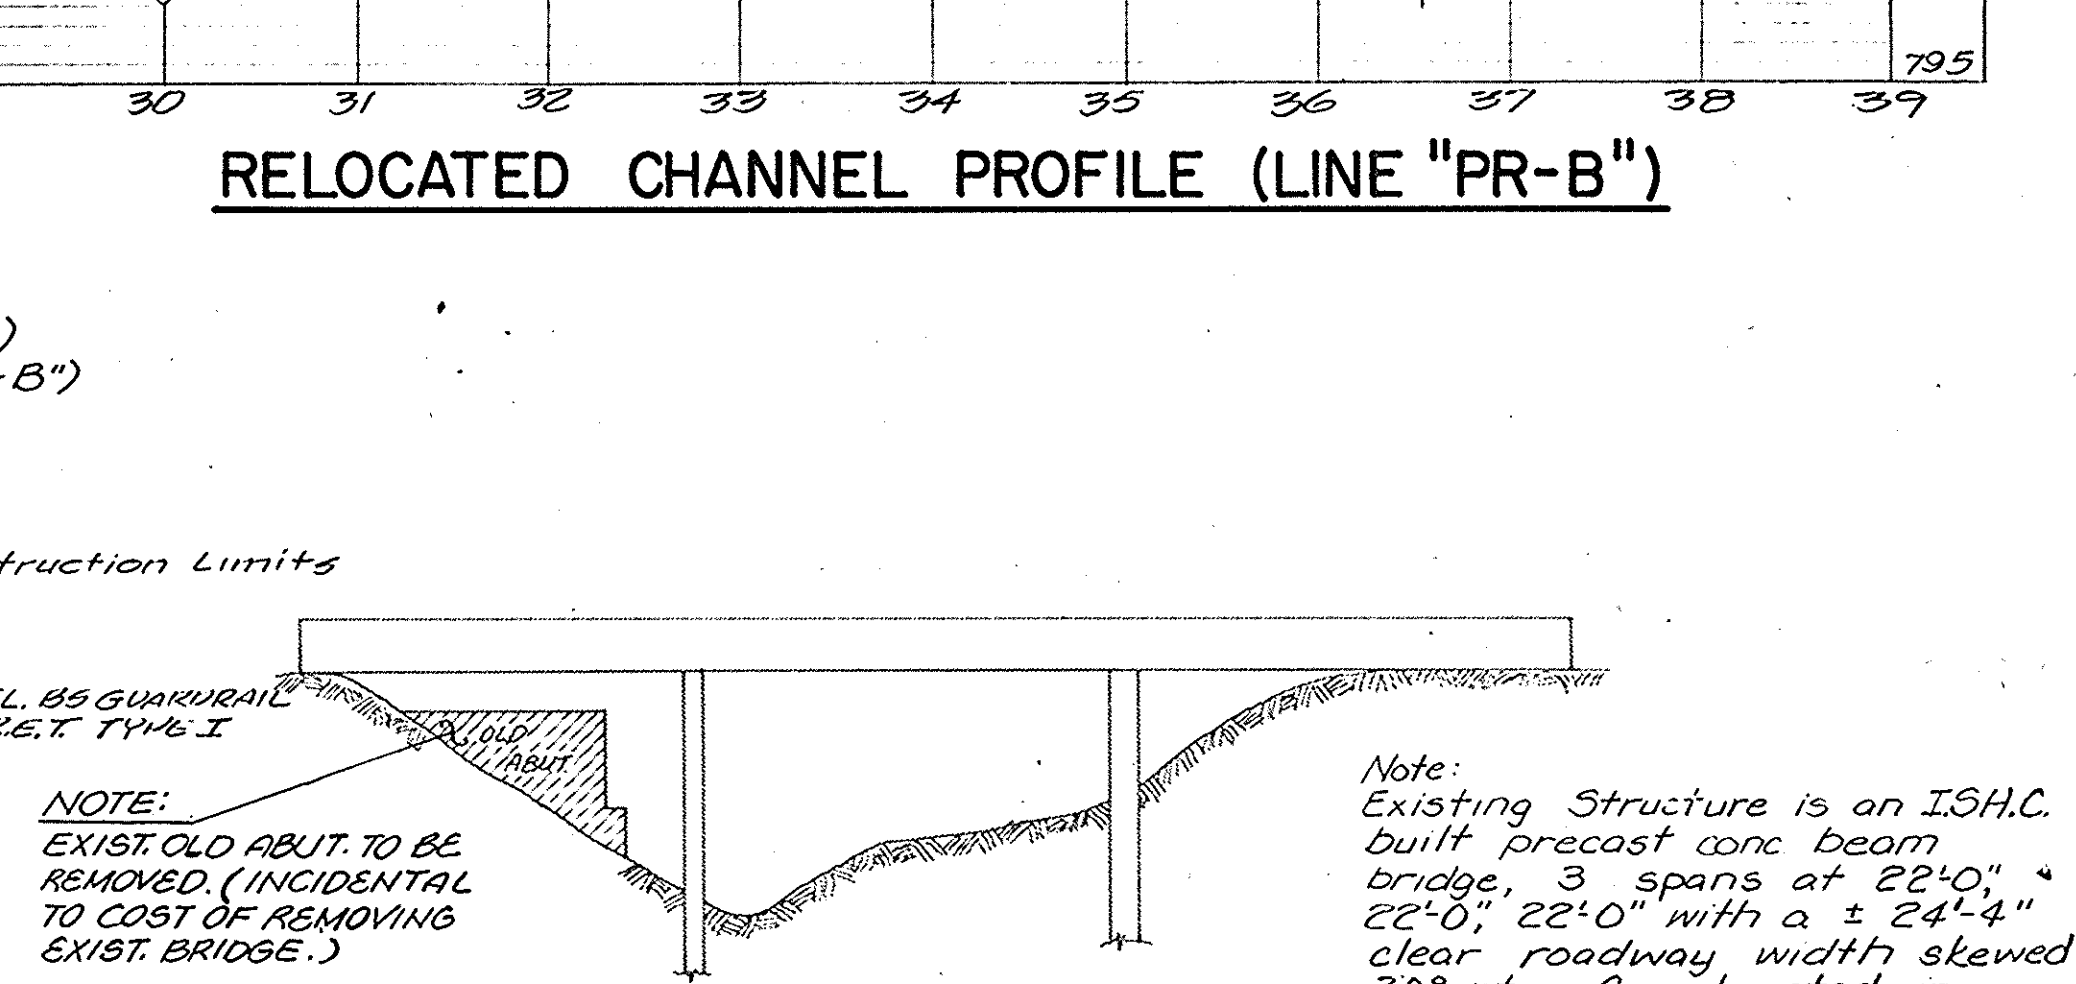 795
30 31 32 33 34 35 36 37 38 39
RELOCATED CHANNEL PROFILE (LINE "PR-B")
)
-B")
truction Limits
L. BS GUARDRAIL
.E.T. TYPE I
OLD
ABUT.
NOTE:
EXIST. OLD ABUT. TO BE
REMOVED. (INCIDENTAL
TO COST OF REMOVING
EXIST. BRIDGE.)
Note:
Existing Structure is an I.S.H.C.
built precast conc beam
bridge, 3 spans at 22'-0",
22'-0", 22'-0" with a ± 24'-4"
clear roadway width skewed